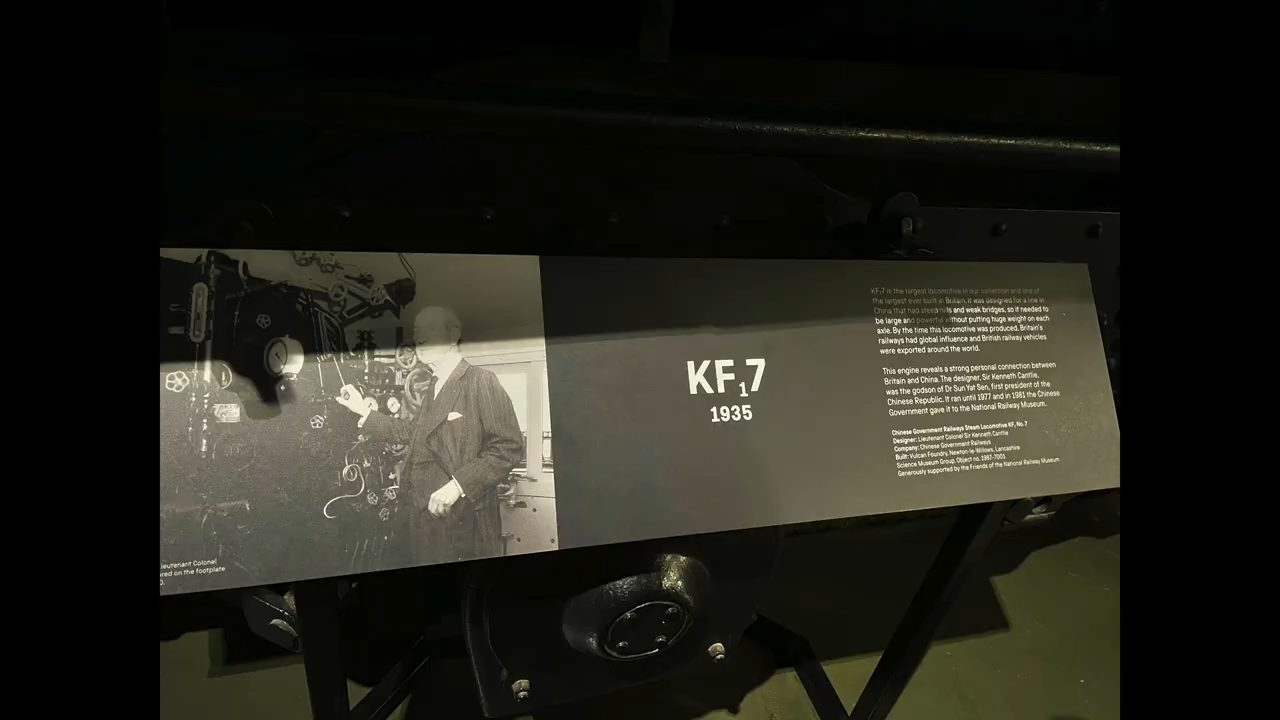 KF₁7
1935
KF₁7 is the largest locomotive in our collection and one of
the largest ever built in Britain. It was designed for a line in
China that had steep hills and weak bridges, so it needed to
be large and powerful without putting huge weight on each
axle. By the time this locomotive was produced, Britain's
railways had global influence and British railway vehicles
were exported around the world.
This engine reveals a strong personal connection between
Britain and China. The designer, Sir Kenneth Cantlie,
was the godson of Dr Sun Yat Sen, first president of the
Chinese Republic. It ran until 1977 and in 1981 the Chinese
Government gave it to the National Railway Museum.
Chinese Government Railways Steam Locomotive KF₁ No.7
Designer: Lieutenant Colonel Sir Kenneth Cantlie
Company: Chinese Government Railways
Built: Vulcan Foundry, Newton-le-Willows, Lancashire
Science Museum Group. Object no. 1983-7003
Generously supported by the Friends of the National Railway Museum
ieutenant Colonel
red on the footplate